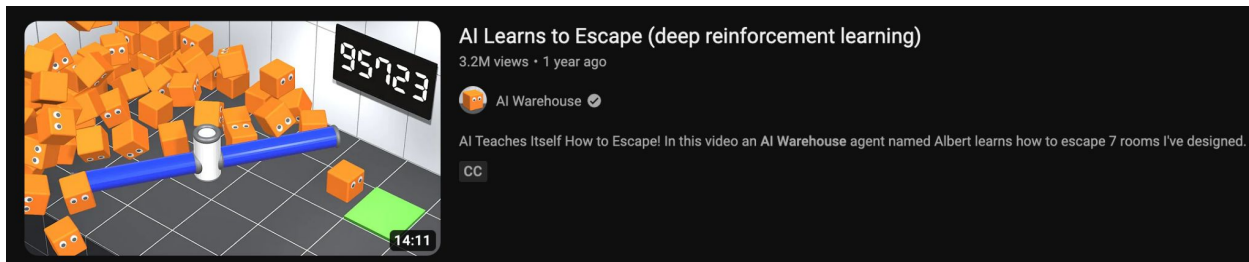 95723
14:11
AI Learns to Escape (deep reinforcement learning)
3.2M views • 1 year ago
AI Warehouse
AI Teaches Itself How to Escape! In this video an AI Warehouse agent named Albert learns how to escape 7 rooms I've designed.
CC